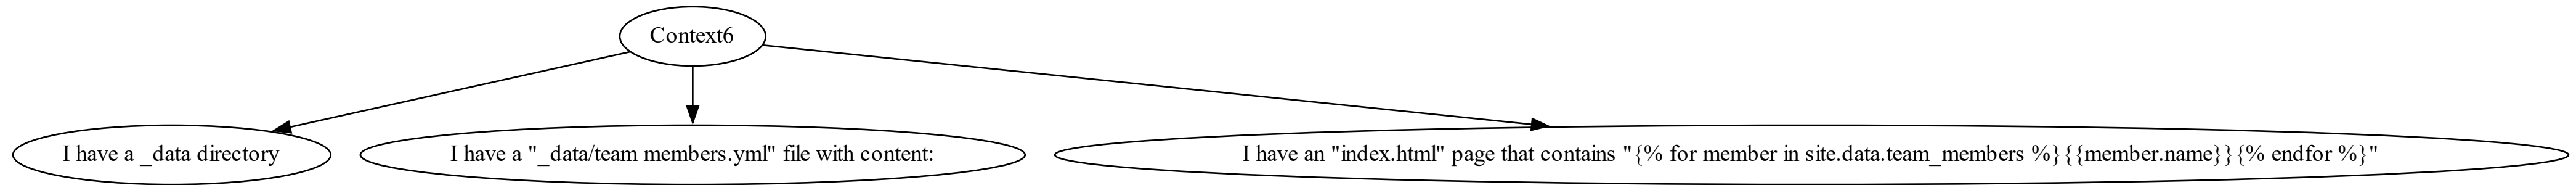 Context6
I have a _data directory
I have a "_data/team members.yml" file with content:
I have an "index.html" page that contains "{% for member in site.data.team_members %}{{member.name}}{% endfor %}"